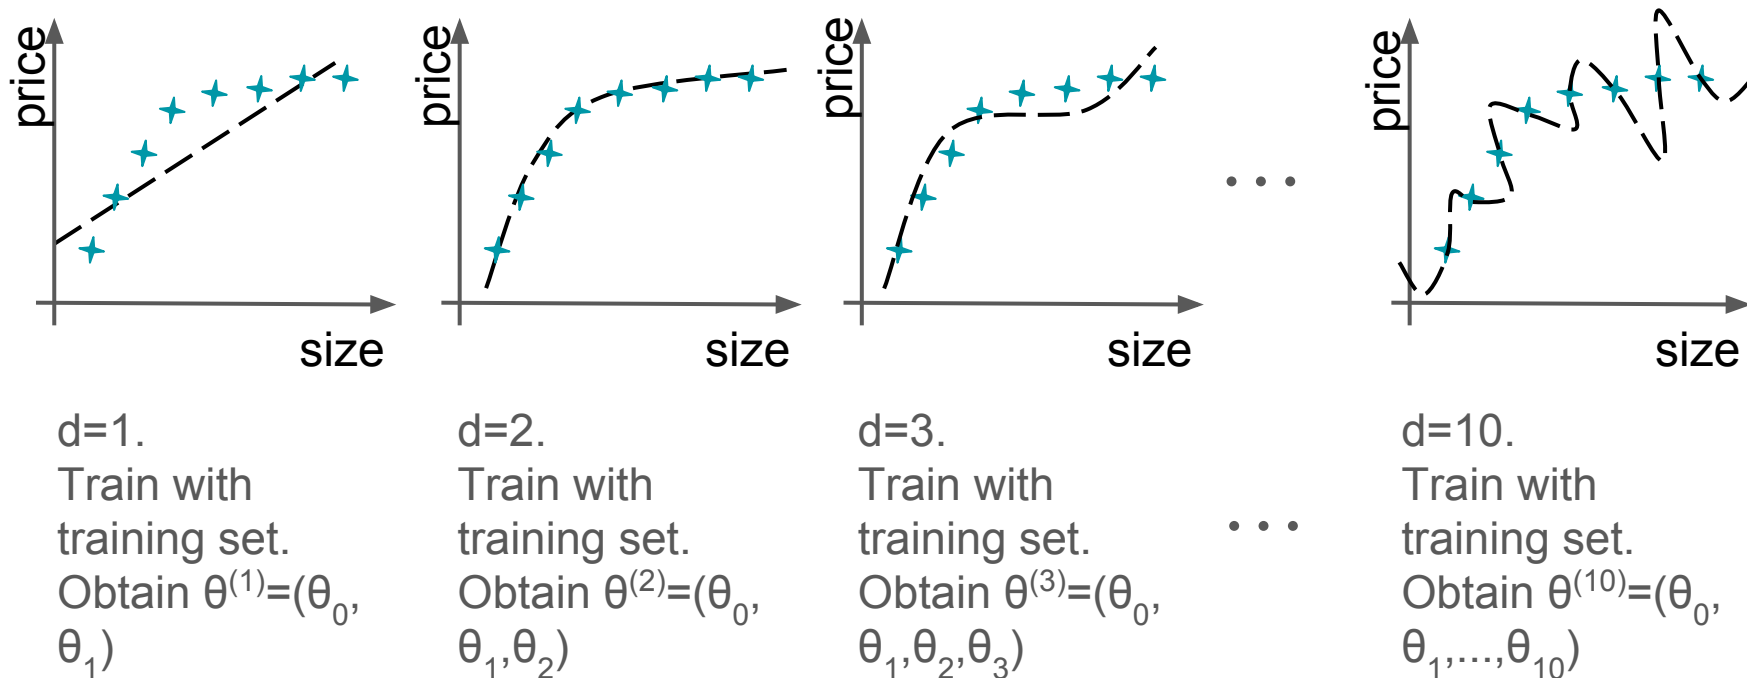 price
size
d=1.
Train with
training set.
Obtain θ⁽¹⁾=(θ₀,
θ₁)
price
size
d=2.
Train with
training set.
Obtain θ⁽²⁾=(θ₀,
θ₁,θ₂)
price
size
d=3.
Train with
training set.
Obtain θ⁽³⁾=(θ₀,
θ₁,θ₂,θ₃)
...
...
price
size
d=10.
Train with
training set.
Obtain θ⁽¹⁰⁾=(θ₀,
θ₁,...,θ₁₀)